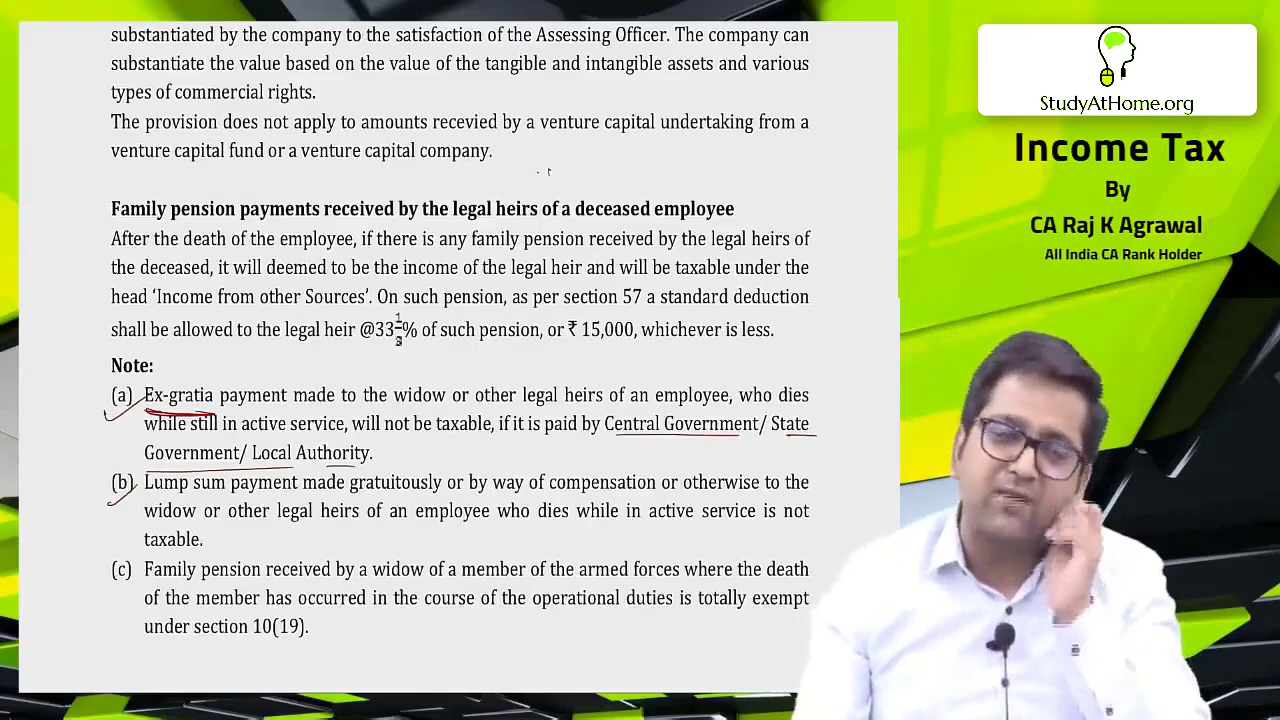 substantiated by the company to the satisfaction of the Assessing Officer. The company can
substantiate the value based on the value of the tangible and intangible assets and various
types of commercial rights.
The provision does not apply to amounts recevied by a venture capital undertaking from a
venture capital fund or a venture capital company.
Family pension payments received by the legal heirs of a deceased employee
After the death of the employee, if there is any family pension received by the legal heirs of
the deceased, it will deemed to be the income of the legal heir and will be taxable under the
head ‘Income from other Sources’. On such pension, as per section 57 a standard deduction
shall be allowed to the legal heir @33 1/3% of such pension, or ₹ 15,000, whichever is less.
Note:
(a) Ex-gratia payment made to the widow or other legal heirs of an employee, who dies
while still in active service, will not be taxable, if it is paid by Central Government/ State
Government/ Local Authority.
(b) Lump sum payment made gratuitously or by way of compensation or otherwise to the
widow or other legal heirs of an employee who dies while in active service is not
taxable.
(c) Family pension received by a widow of a member of the armed forces where the death
of the member has occurred in the course of the operational duties is totally exempt
under section 10(19).
StudyAtHome.org
Income Tax
By
CA Raj K Agrawal
All India CA Rank Holder